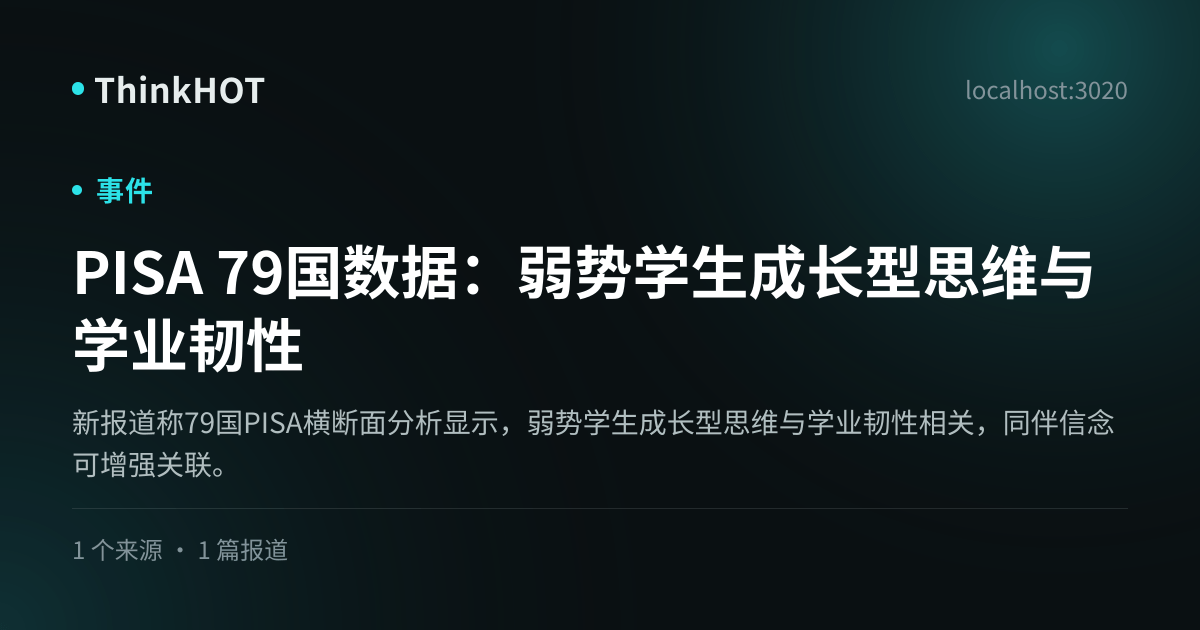 ThinkHOT
localhost:3020
事件
PISA 79国数据：弱势学生成长型思维与
学业韧性
新报道称79国PISA横断面分析显示，弱势学生成长型思维与学业韧性相关，同伴信念
可增强关联。
1 个来源 · 1 篇报道